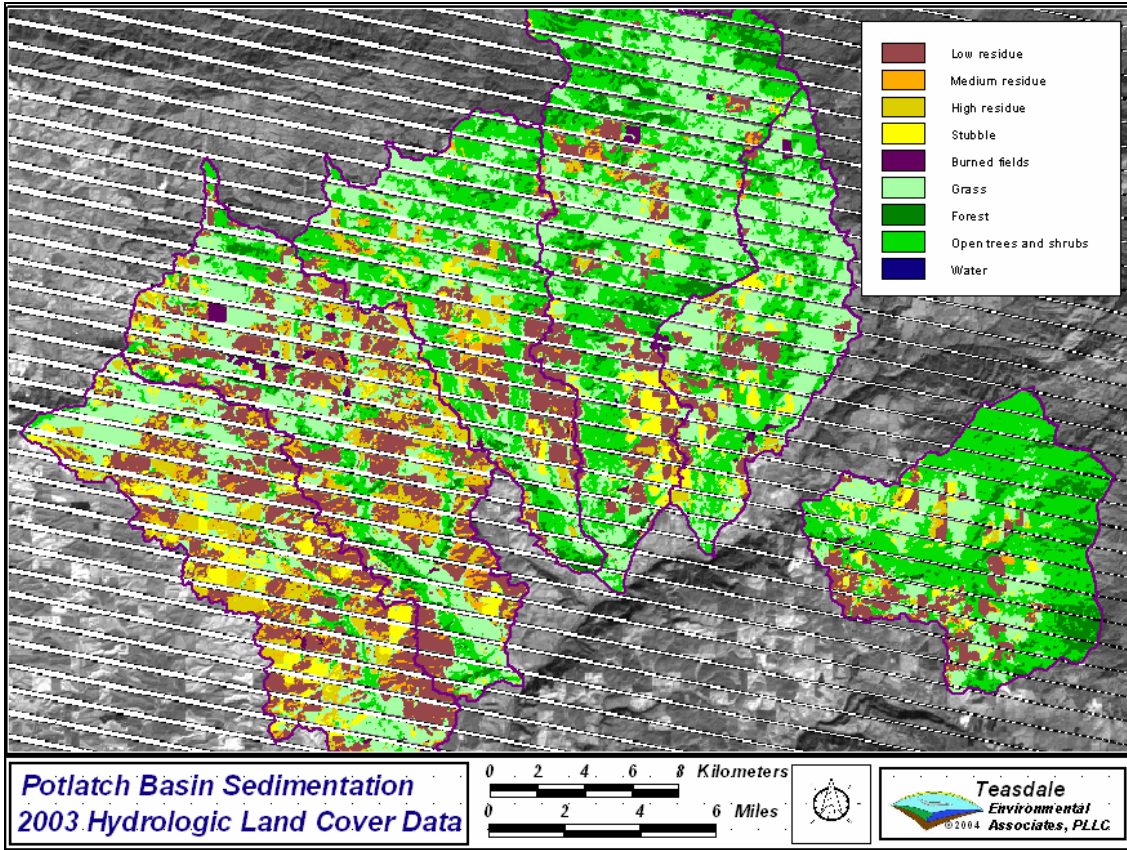 Low residue
Medium residue
High residue
Stubble
Burned fields
Grass
Forest
Open trees and shrubs
Water
Potlatch Basin Sedimentation
2003 Hydrologic Land Cover Data
0 2 4 6 8 Kilometers
0 2 4 6 Miles
Teasdale
Environmental
©2004 Associates, PLLC